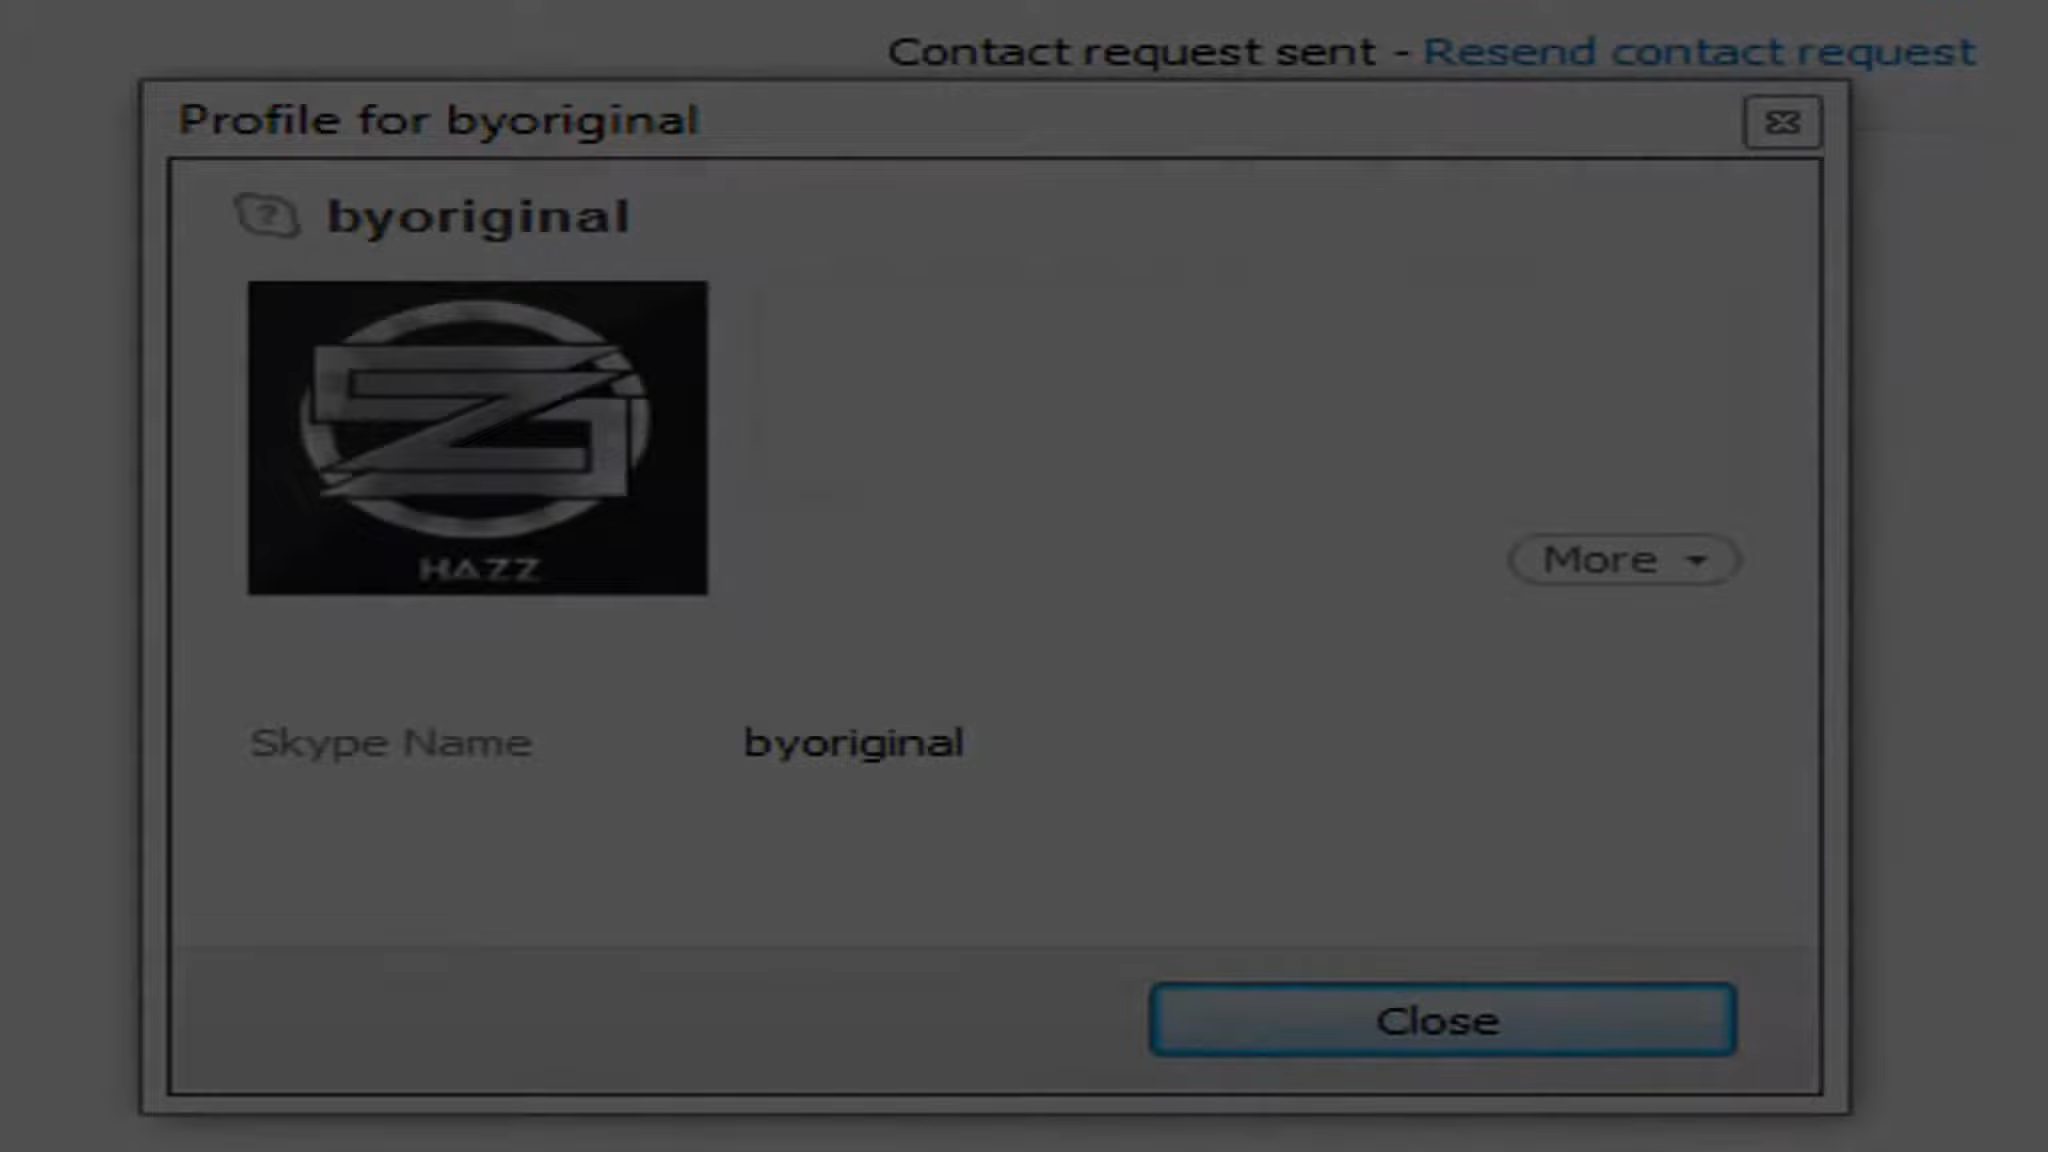 Contact request sent - Resend contact request
Profile for byoriginal
byoriginal
HAZZ
More
Skype Name byoriginal
Close